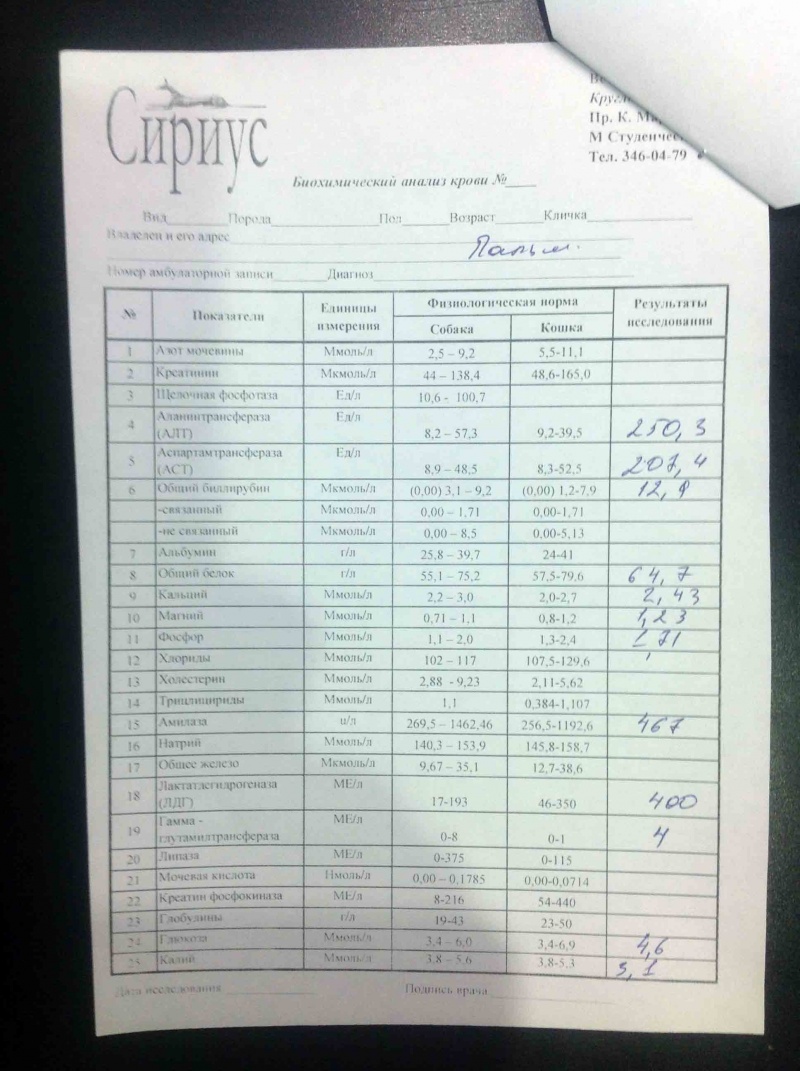 Сириус
Кругл
Пр. К. Ма
М Студенчес
Тел. 346-04-79
Биохимический анализ крови №____
Вид________Порода____________Пол______Возраст______Кличка____________
Владелец и его адрес
Номер амбулаторной записи________Диагноз
№ Показатели Единицы измерения Физиологическая норма Результаты исследования
Собака Кошка
1 Азот мочевины Ммоль/л 2,5 – 9,2 5,5-11,1
2 Креатинин Мкмоль/л 44 – 138,4 48,6-165,0
3 Щелочная фосфотаза Ед/л 10,6 - 100,7
4 Аланинтрансфераза (АЛТ) Ед/л 8,2 – 57,3 9,2-39,5 250,3
5 Аспартамтрансфераза (АСТ) Ед/л 8,9 – 48,5 8,3-52,5 207,4
6 Общий биллирубин Мкмоль/л (0,00) 3,1 – 9,2 (0,00) 1,2-7,9
-связанный Мкмоль/л 0,00 – 1,71 0,00-1,71
-не связанный Мкмоль/л 0,00 – 8,5 0,00-5,13
7 Альбумин г/л 25,8 – 39,7 24-41
8 Общий белок г/л 55,1 – 75,2 57,5-79,6 64,7
9 Кальций Ммоль/л 2,2 – 3,0 2,0-2,7 2,43
10 Магний Ммоль/л 0,71 – 1,1 0,8-1,2 1,23
11 Фосфор Ммоль/л 1,1 – 2,0 1,3-2,4 1,71
12 Хлориды Ммоль/л 102 – 117 107,5-129,6
13 Холестерин Ммоль/л 2,88 - 9,23 2,11-5,62
14 Трицлицириды Ммоль/л 1,1 0,384-1,107
15 Амилаза u/л 269,5 – 1462,46 256,5-1192,6 467
16 Натрий Ммоль/л 140,3 – 153,9 145,8-158,7
17 Общее железо Мкмоль/л 9,67 – 35,1 12,7-38,6
18 Лактатдегидрогеназа (ЛДГ) МЕ/л 17-193 46-350 400
19 Гамма - глутамилтрансфераза МЕ/л 0-8 0-1 4
20 Липаза МЕ/л 0-375 0-115
21 Мочевая кислота Нмоль/л 0,00 – 0,1785 0,00-0,0714
22 Креатин фосфокиназа МЕ/л 8-216 54-440
23 Глобулины г/л 19-43 23-50
24 Глюкоза Ммоль/л 3,4 – 6,0 3,4-6,9 4,6
25 Калий Ммоль/л 3,8 – 5,6 3,8-5,3 5,1
Дата исследования ____________ Подпись врача ____________